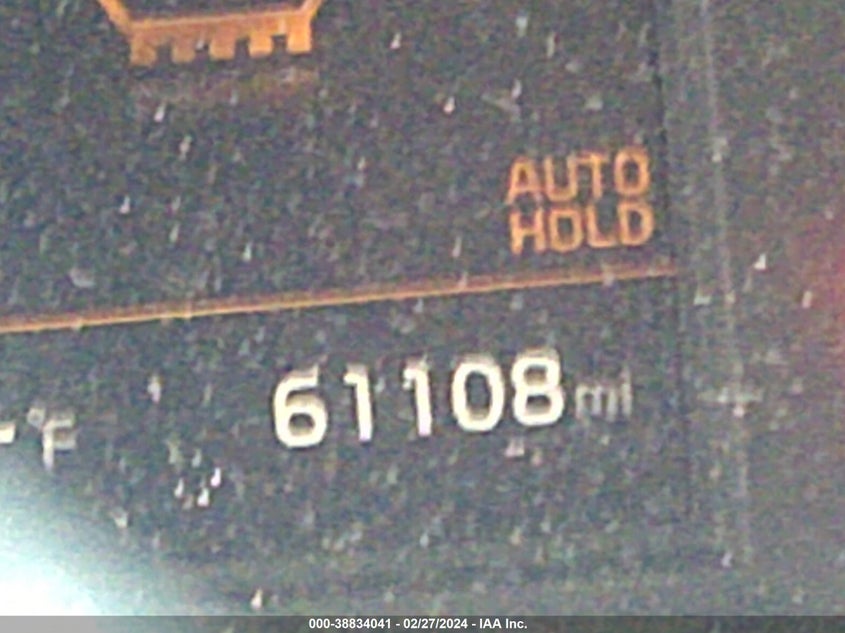 AUTO
HOLD
°F
61108 mi
000-38834041 - 02/27/2024 - IAA Inc.